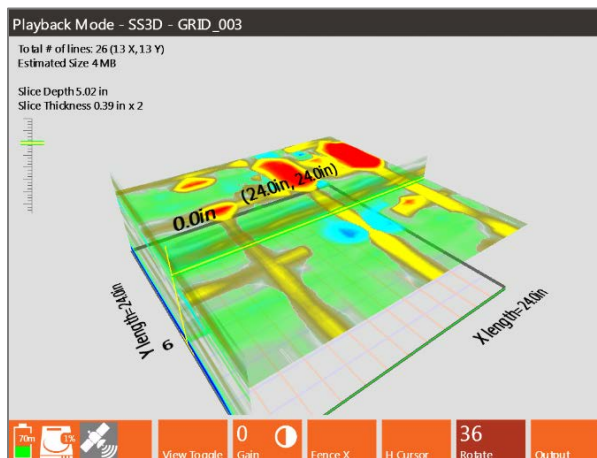 Playback Mode - SS3D - GRID_003
Total # of lines: 26 (13 X, 13 Y)
Estimated Size 4 MB
Slice Depth 5.02 in
Slice Thickness 0.39 in x 2
(24.0in, 24.0in)
0.0in
Y length=24.0in
9
X length=24.0in
70m
1%
View Toggle
0
Gain
Fence X
H Cursor
36
Rotate
Output